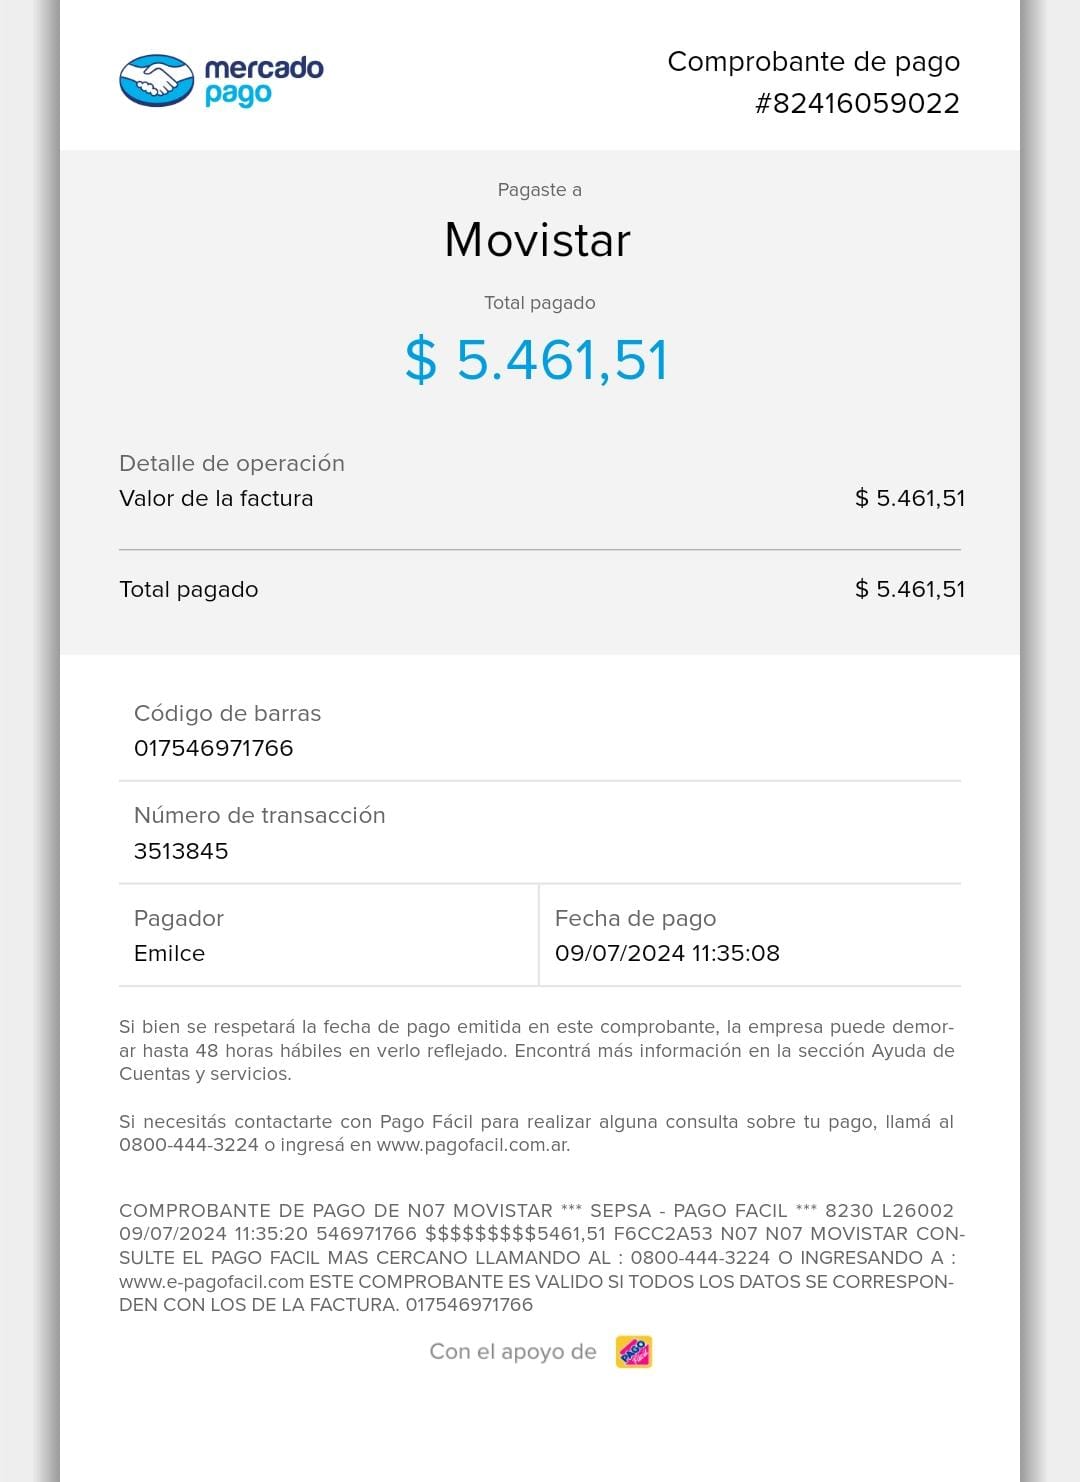 mercado
pago
Comprobante de pago
#82416059022
Pagaste a
Movistar
Total pagado
$ 5.461,51
Detalle de operación
Valor de la factura $ 5.461,51
Total pagado $ 5.461,51
Código de barras
017546971766
Número de transacción
3513845
Pagador
Emilce
Fecha de pago
09/07/2024 11:35:08
Si bien se respetará la fecha de pago emitida en este comprobante, la empresa puede demor-
ar hasta 48 horas hábiles en verlo reflejado. Encontrá más información en la sección Ayuda de
Cuentas y servicios.
Si necesitás contactarte con Pago Fácil para realizar alguna consulta sobre tu pago, llamá al
0800-444-3224 o ingresá en www.pagofacil.com.ar.
COMPROBANTE DE PAGO DE N07 MOVISTAR *** SEPSA - PAGO FACIL *** 8230 L26002
09/07/2024 11:35:20 546971766 $$$$$$$$$5461,51 F6CC2A53 N07 N07 MOVISTAR CON-
SULTE EL PAGO FACIL MAS CERCANO LLAMANDO AL : 0800-444-3224 O INGRESANDO A :
www.e-pagofacil.com ESTE COMPROBANTE ES VALIDO SI TODOS LOS DATOS SE CORRESPON-
DEN CON LOS DE LA FACTURA. 017546971766
Con el apoyo de
PAGO
fácil